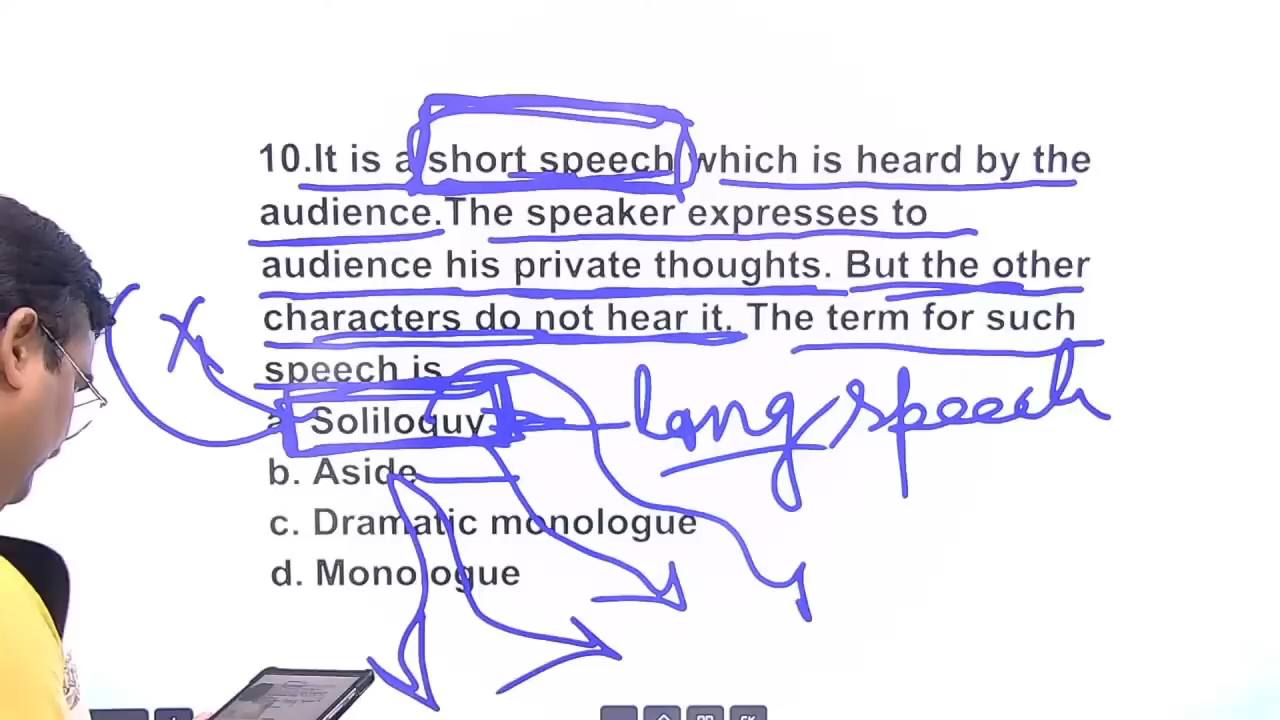 10.It is a short speech which is heard by the
audience.The speaker expresses to
audience his private thoughts. But the other
characters do not hear it. The term for such
speech is
a. Soliloquy
long speech
b. Aside
c. Dramatic monologue
d. Monologue